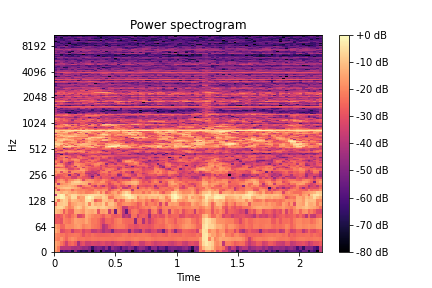 Power spectrogram
8192
4096
2048
1024
512
256
128
64
0
Hz
0
0.5
1
1.5
2
Time
+0 dB
-10 dB
-20 dB
-30 dB
-40 dB
-50 dB
-60 dB
-70 dB
-80 dB